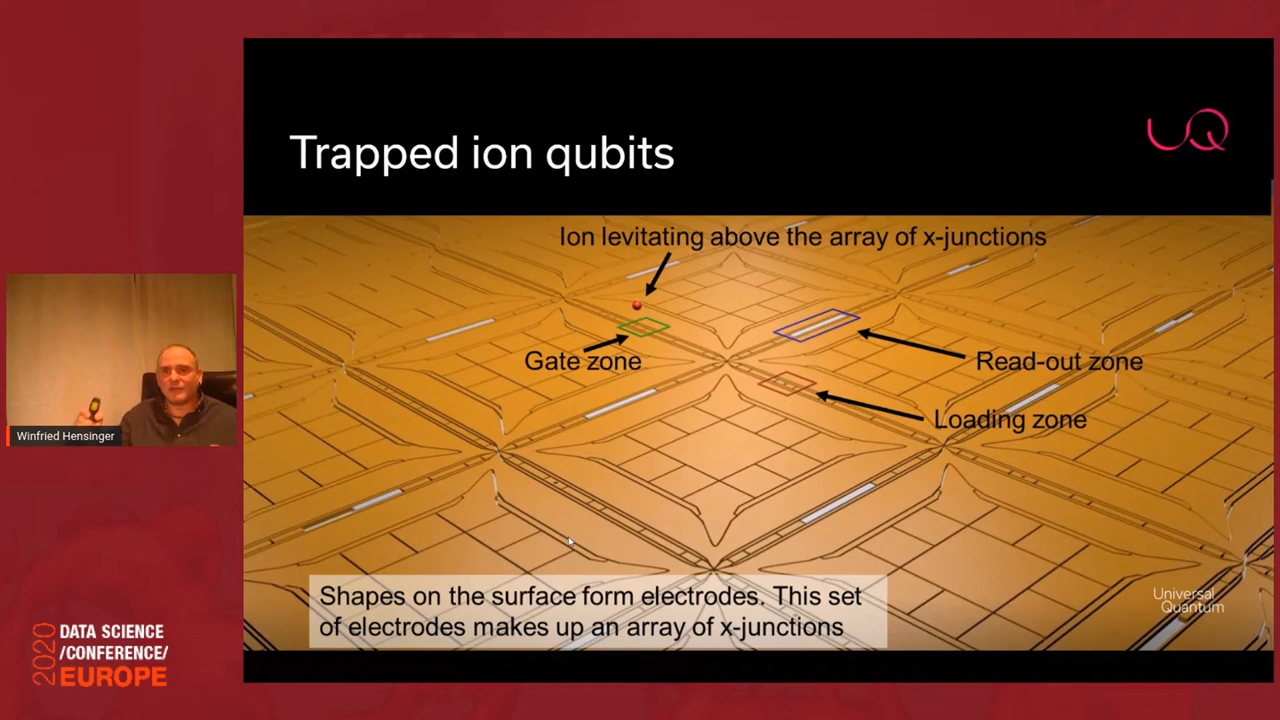 Trapped ion qubits
UQ
Ion levitating above the array of x-junctions
Gate zone
Read-out zone
Loading zone
Winfried Hensinger
Shapes on the surface form electrodes. This set
of electrodes makes up an array of x-junctions
Universal
Quantum
2020
DATA SCIENCE
/CONFERENCE/
EUROPE